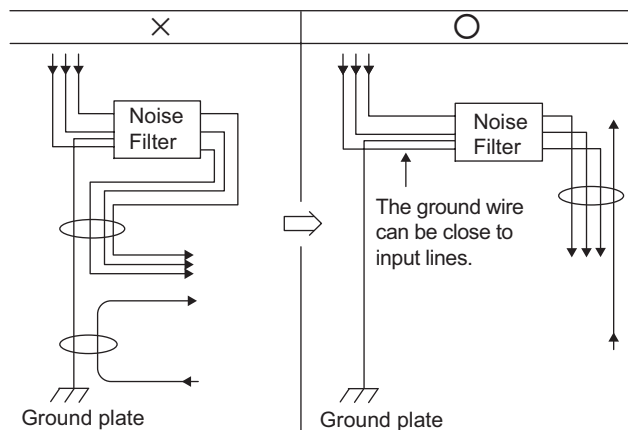 × ○
Noise
Filter
Ground plate
Noise
Filter
The ground wire
can be close to
input lines.
Ground plate